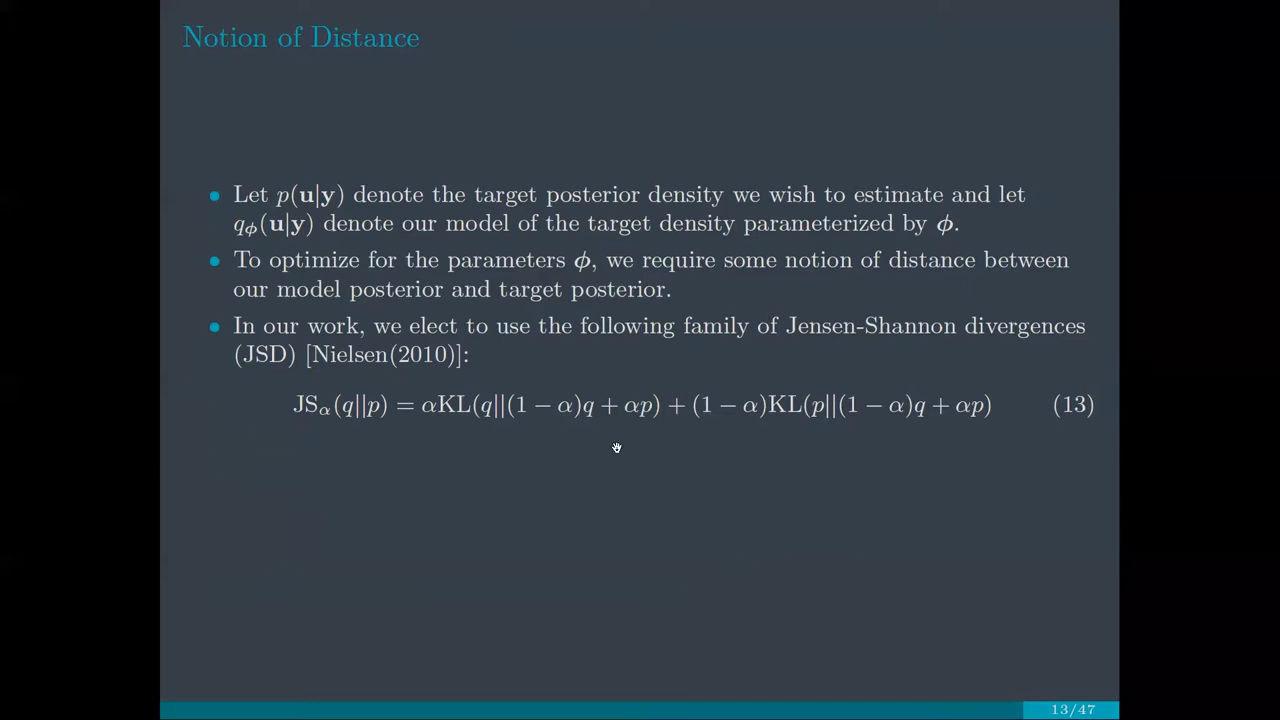 Notion of Distance
• Let p(u|y) denote the target posterior density we wish to estimate and let
qϕ(u|y) denote our model of the target density parameterized by ϕ.
• To optimize for the parameters ϕ, we require some notion of distance between
our model posterior and target posterior.
• In our work, we elect to use the following family of Jensen-Shannon divergences
(JSD) [Nielsen(2010)]:
JSα(q||p) = αKL(q||(1 − α)q + αp) + (1 − α)KL(p||(1 − α)q + αp) (13)
13/47